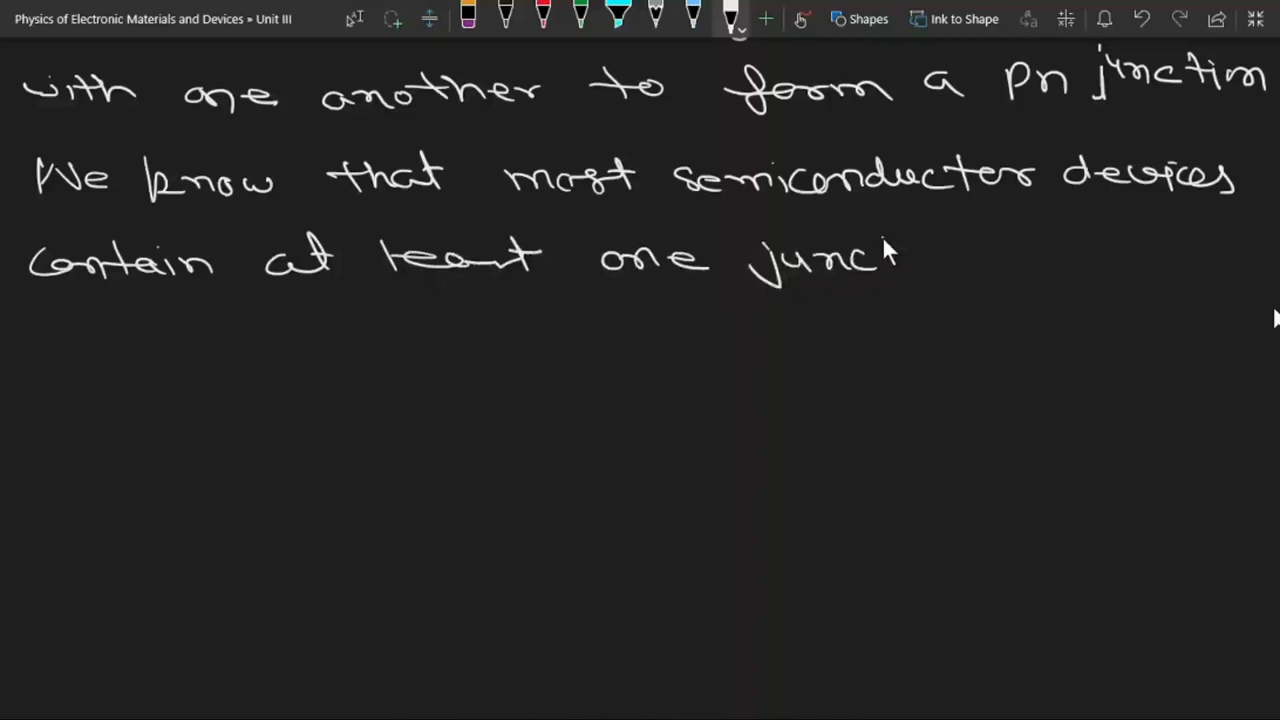 Physics of Electronic Materials and Devices » Unit III
Shapes
Ink to Shape
with one another to form a pn junction
We know that most semiconductor devices
contain at least one junct